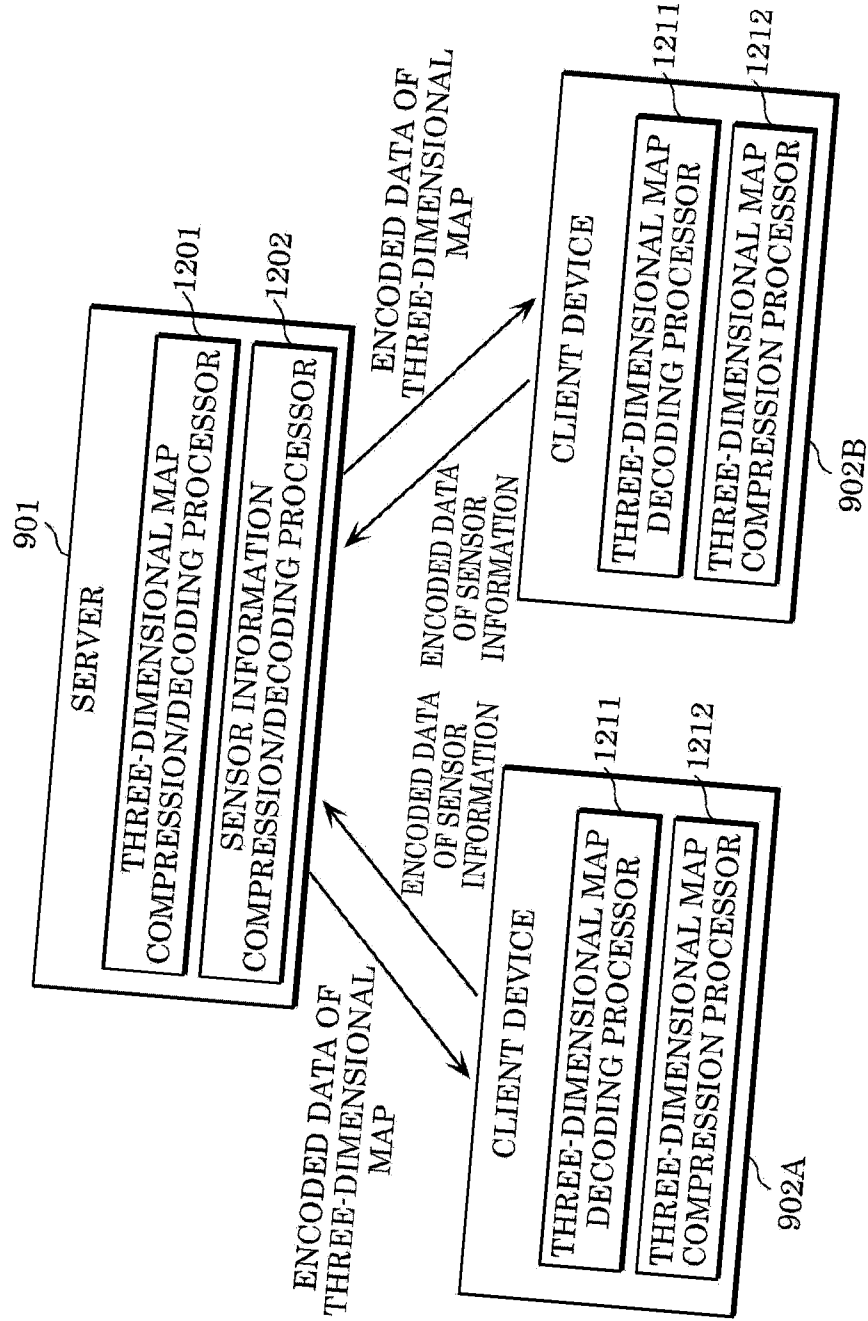 901
SERVER
THREE-DIMENSIONAL MAP
COMPRESSION/DECODING PROCESSOR
1201
SENSOR INFORMATION
COMPRESSION/DECODING PROCESSOR
1202
ENCODED DATA OF
THREE-DIMENSIONAL
MAP
ENCODED DATA
OF SENSOR
INFORMATION
ENCODED DATA
OF SENSOR
INFORMATION
ENCODED DATA OF
THREE-DIMENSIONAL
MAP
CLIENT DEVICE
THREE-DIMENSIONAL MAP
DECODING PROCESSOR
1211
THREE-DIMENSIONAL MAP
COMPRESSION PROCESSOR
1212
902A
CLIENT DEVICE
THREE-DIMENSIONAL MAP
DECODING PROCESSOR
1211
THREE-DIMENSIONAL MAP
COMPRESSION PROCESSOR
1212
902B